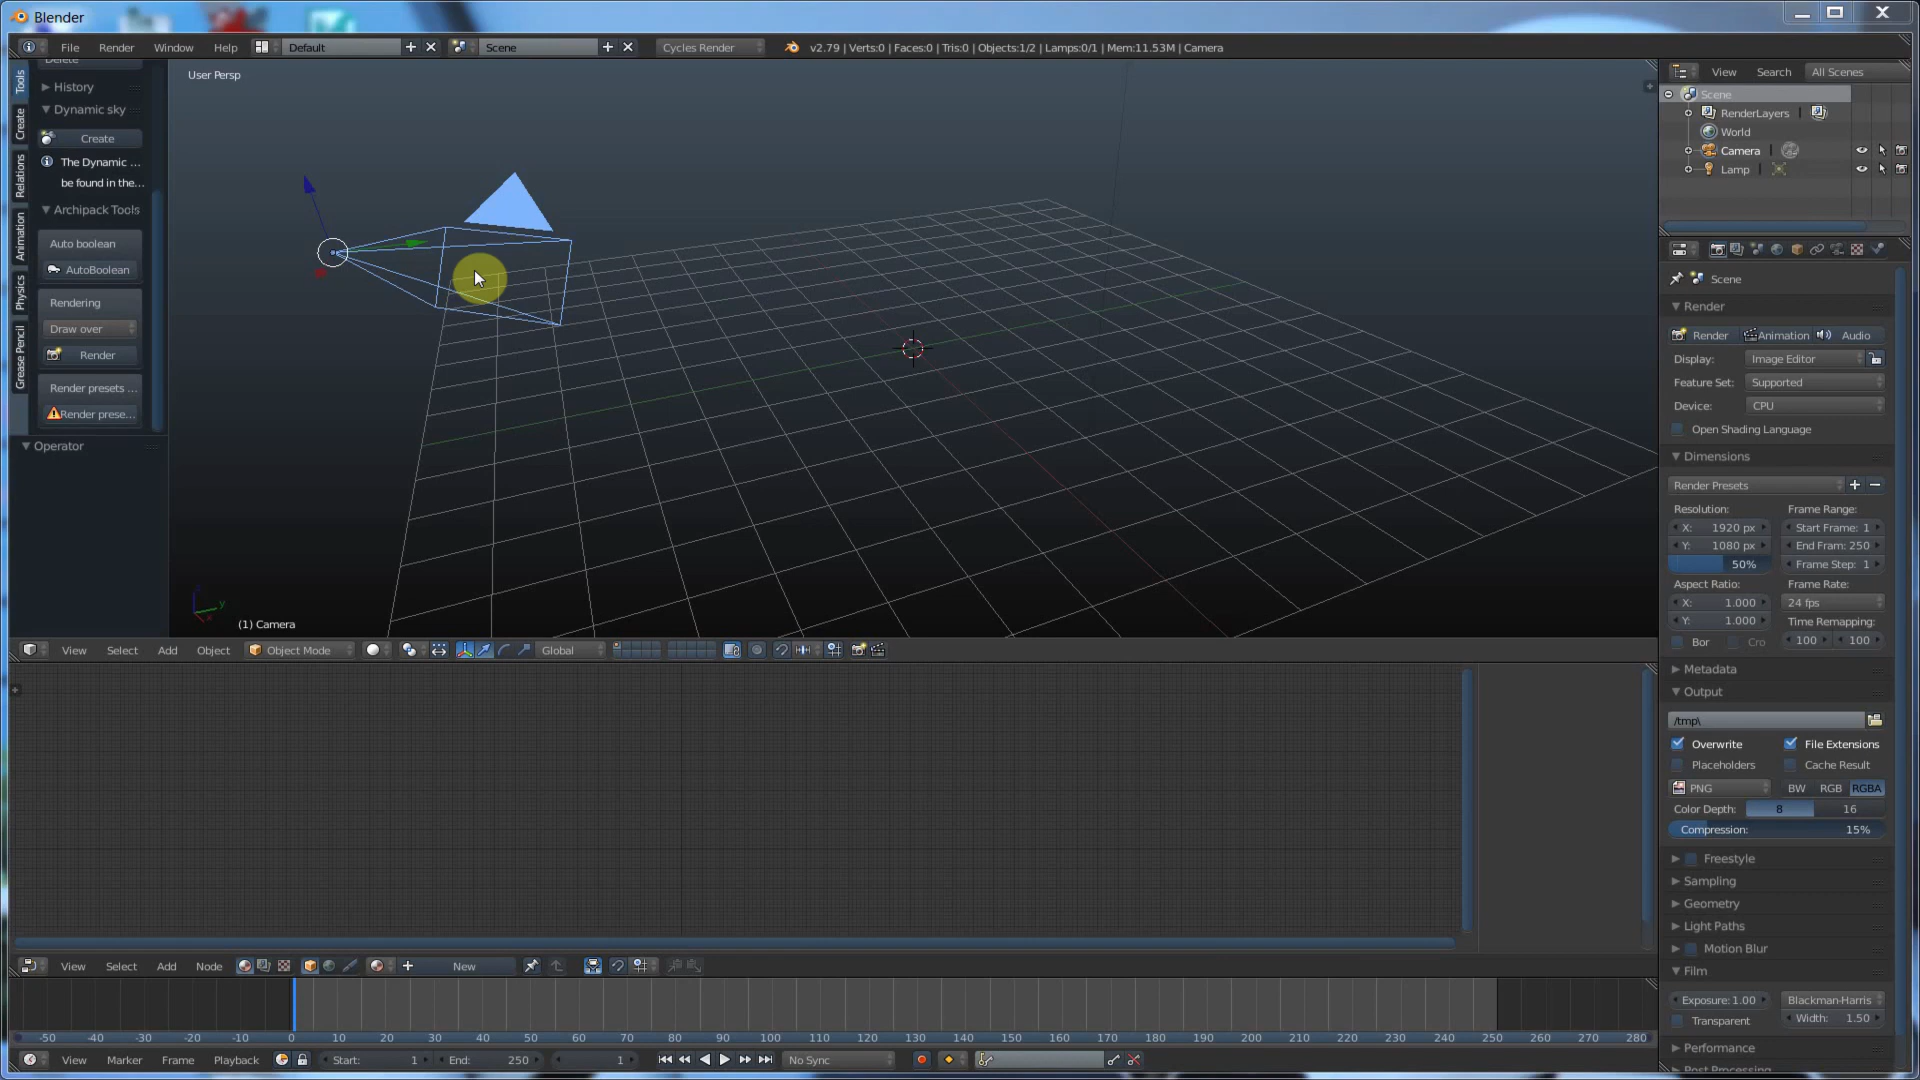 Blender
File Render Window Help Default Scene Cycles Render v2.79 | Verts:0 | Faces:0 | Tris:0 | Objects:1/2 | Lamps:0/1 | Mem:11.53M | Camera
Tools
Create
Relations
Animation
Physics
Grease Pencil
Delete
History
Dynamic sky
Create
The Dynamic ...
be found in the...
Archipack Tools
Auto boolean
AutoBoolean
Rendering
Draw over
Render
Render presets ...
Render prese...
Operator
User Persp
y
(1) Camera
View Select Add Object Object Mode Global
View Select Add Node New
-50 -40 -30 -20 -10 0 10 20 30 40 50 60 70 80 90 100 110 120 130 140 150 160 170 180 190 200 210 220 230 240 250 260 270 280
View Marker Frame Playback Start: 1 End: 250 1 No Sync
View Search All Scenes
Scene
RenderLayers |
World
Camera |
Lamp |
Scene
Render
Render Animation Audio
Display: Image Editor
Feature Set: Supported
Device: CPU
Open Shading Language
Dimensions
Render Presets
Resolution: Frame Range:
X: 1920 px Start Frame: 1
Y: 1080 px End Fram: 250
50% Frame Step: 1
Aspect Ratio: Frame Rate:
X: 1.000 24 fps
Y: 1.000 Time Remapping:
Bor Cro 100 100
Metadata
Output
/tmp\
Overwrite File Extensions
Placeholders Cache Result
PNG BW RGB RGBA
Color Depth: 8 16
Compression: 15%
Freestyle
Sampling
Geometry
Light Paths
Motion Blur
Film
Exposure: 1.00 Blackman-Harris
Transparent Width: 1.50
Performance
Post Processing